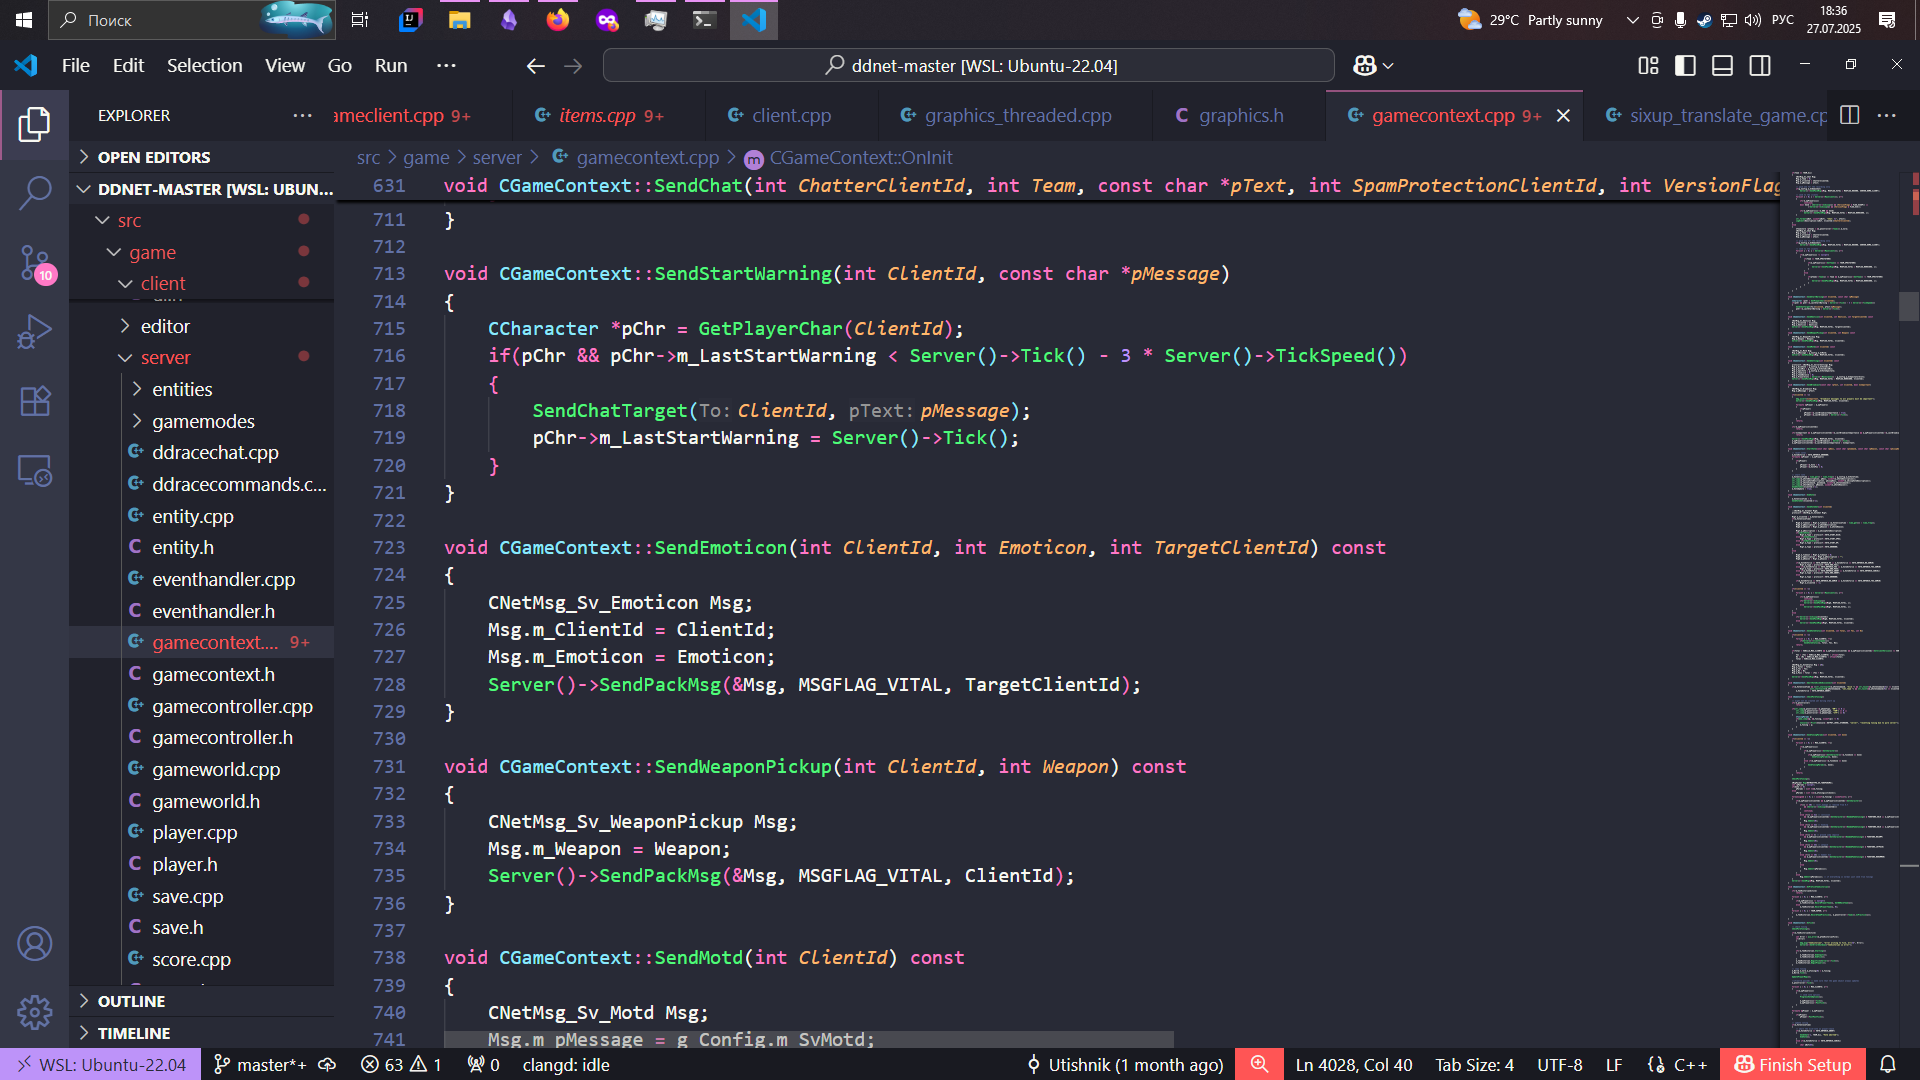 Поиск
29°C Partly sunny
РУС
18:36
27.07.2025
File Edit Selection View Go Run ···
ddnet-master [WSL: Ubuntu-22.04]
EXPLORER ···
ameclient.cpp 9+
items.cpp 9+
client.cpp
graphics_threaded.cpp
graphics.h
gamecontext.cpp 9+
sixup_translate_game.cp
OPEN EDITORS
DDNET-MASTER [WSL: UBUN...
src
game
client
editor
server
entities
gamemodes
ddracechat.cpp
ddracecommands.c...
entity.cpp
entity.h
eventhandler.cpp
eventhandler.h
gamecontext.... 9+
gamecontext.h
gamecontroller.cpp
gamecontroller.h
gameworld.cpp
gameworld.h
player.cpp
player.h
save.cpp
save.h
score.cpp
OUTLINE
TIMELINE
10
src > game > server > gamecontext.cpp > CGameContext::OnInit
631 void CGameContext::SendChat(int ChatterClientId, int Team, const char *pText, int SpamProtectionClientId, int VersionFlag
711 }
712
713 void CGameContext::SendStartWarning(int ClientId, const char *pMessage)
714 {
715 CCharacter *pChr = GetPlayerChar(ClientId);
716 if(pChr && pChr->m_LastStartWarning < Server()->Tick() - 3 * Server()->TickSpeed())
717 {
718 SendChatTarget(To: ClientId, pText: pMessage);
719 pChr->m_LastStartWarning = Server()->Tick();
720 }
721 }
722
723 void CGameContext::SendEmoticon(int ClientId, int Emoticon, int TargetClientId) const
724 {
725 CNetMsg_Sv_Emoticon Msg;
726 Msg.m_ClientId = ClientId;
727 Msg.m_Emoticon = Emoticon;
728 Server()->SendPackMsg(&Msg, MSGFLAG_VITAL, TargetClientId);
729 }
730
731 void CGameContext::SendWeaponPickup(int ClientId, int Weapon) const
732 {
733 CNetMsg_Sv_WeaponPickup Msg;
734 Msg.m_Weapon = Weapon;
735 Server()->SendPackMsg(&Msg, MSGFLAG_VITAL, ClientId);
736 }
737
738 void CGameContext::SendMotd(int ClientId) const
739 {
740 CNetMsg_Sv_Motd Msg;
741 Msg.m_pMessage = g_Config.m_SvMotd;
WSL: Ubuntu-22.04 master*+ 63 1 0 clangd: idle
Utishnik (1 month ago) Ln 4028, Col 40 Tab Size: 4 UTF-8 LF C++ Finish Setup